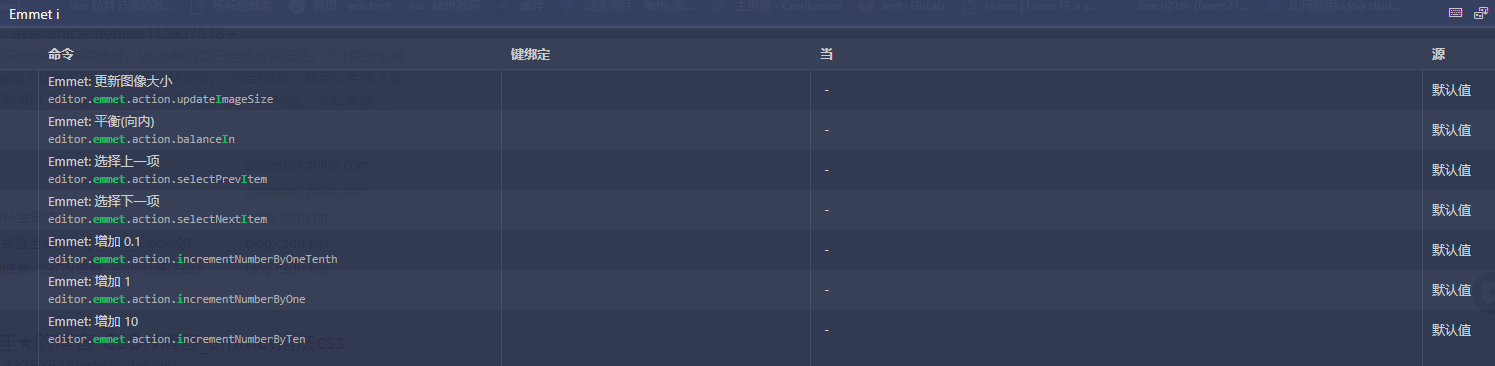 Emmet i
命令 键绑定 当 源
Emmet: 更新图像大小
editor.emmet.action.updateImageSize
- 默认值
Emmet: 平衡(向内)
editor.emmet.action.balanceIn
- 默认值
Emmet: 选择上一项
editor.emmet.action.selectPrevItem
- 默认值
Emmet: 选择下一项
editor.emmet.action.selectNextItem
- 默认值
Emmet: 增加 0.1
editor.emmet.action.incrementNumberByOneTenth
- 默认值
Emmet: 增加 1
editor.emmet.action.incrementNumberByOne
- 默认值
Emmet: 增加 10
editor.emmet.action.incrementNumberByTen
- 默认值